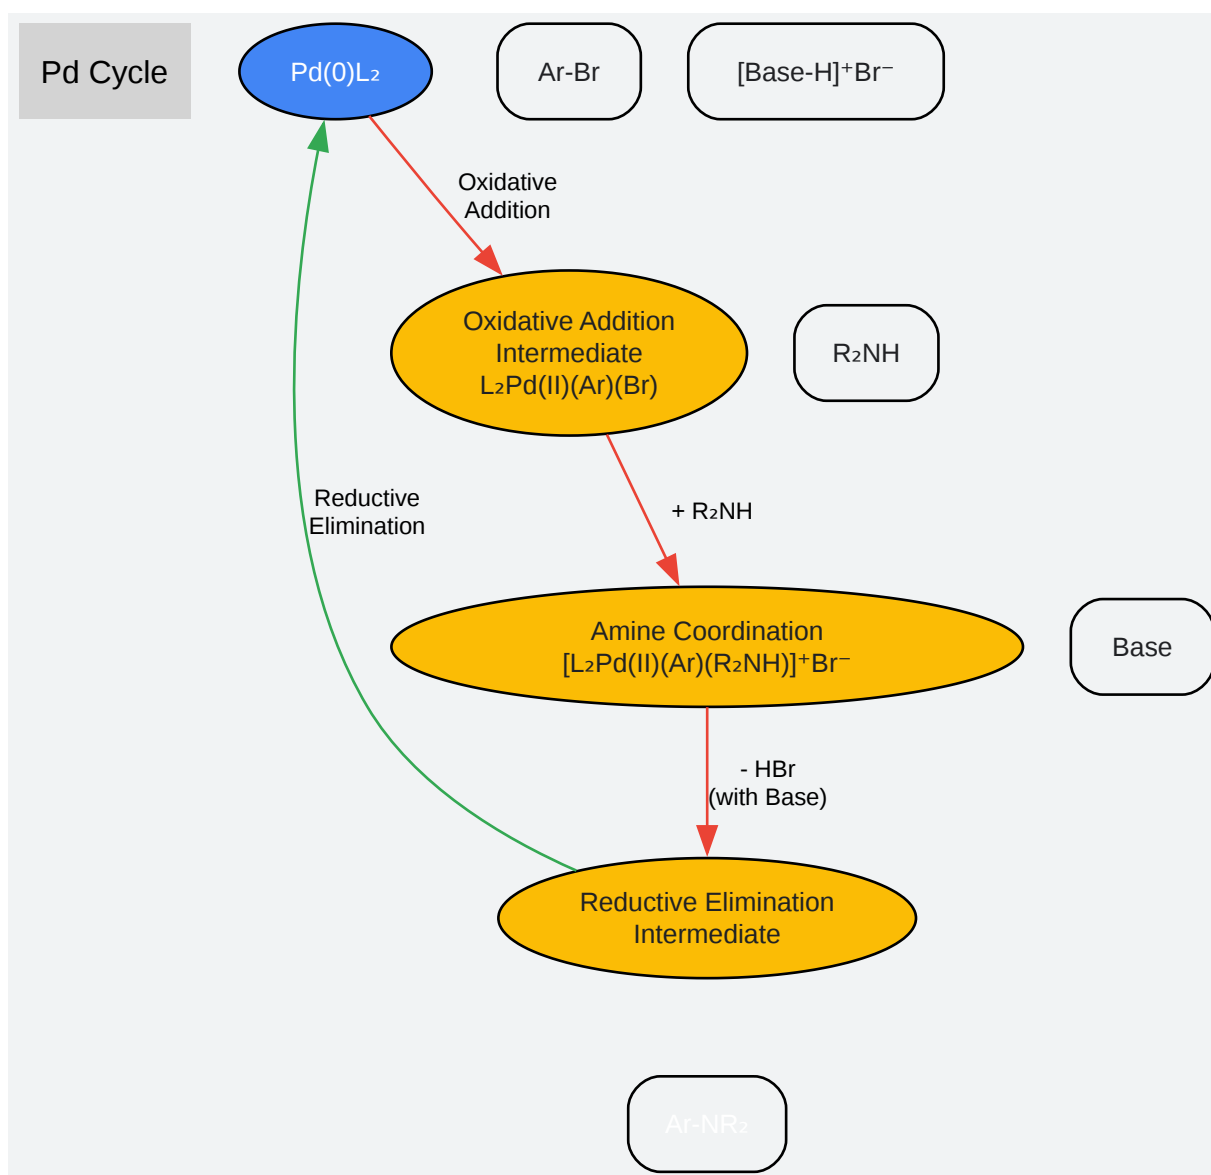 Pd Cycle
Pd(0)L₂
Ar-Br
[Base-H]⁺Br⁻
Oxidative
Addition
Oxidative Addition
Intermediate
L₂Pd(II)(Ar)(Br)
R₂NH
Reductive
Elimination
+ R₂NH
Amine Coordination
[L₂Pd(II)(Ar)(R₂NH)]⁺Br⁻
Base
- HBr
(with Base)
Reductive Elimination
Intermediate
Ar-NR₂